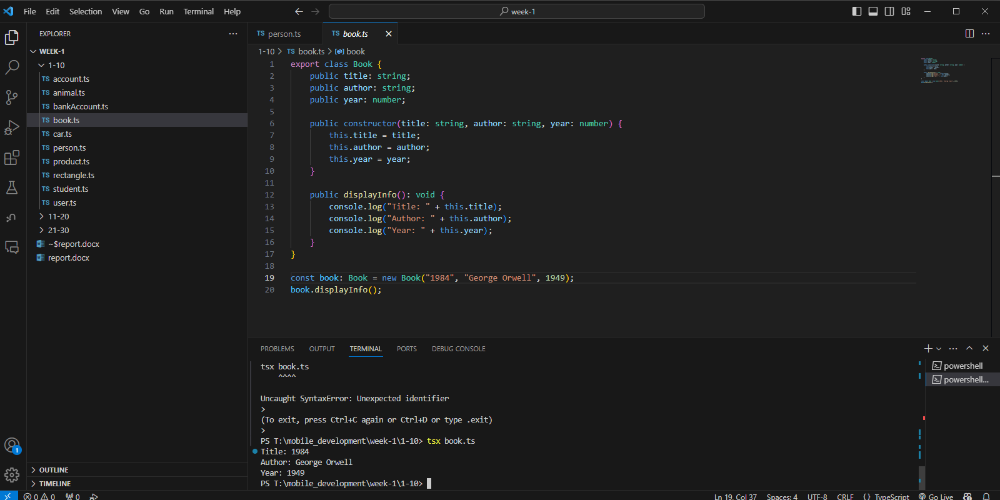 File Edit Selection View Go Run Terminal Help
week-1
EXPLORER
WEEK-1
1-10
TS account.ts
TS animal.ts
TS bankAccount.ts
TS book.ts
TS car.ts
TS person.ts
TS product.ts
TS rectangle.ts
TS student.ts
TS user.ts
11-20
21-30
~$report.docx
report.docx
OUTLINE
TIMELINE
1
TS person.ts TS book.ts
1-10 > TS book.ts > book
1 export class Book {
2 public title: string;
3 public author: string;
4 public year: number;
5
6 public constructor(title: string, author: string, year: number) {
7 this.title = title;
8 this.author = author;
9 this.year = year;
10 }
11
12 public displayInfo(): void {
13 console.log("Title: " + this.title);
14 console.log("Author: " + this.author);
15 console.log("Year: " + this.year);
16 }
17 }
18
19 const book: Book = new Book("1984", "George Orwell", 1949);
20 book.displayInfo();
PROBLEMS OUTPUT TERMINAL PORTS DEBUG CONSOLE
tsx book.ts
^^^^
Uncaught SyntaxError: Unexpected identifier
>
(To exit, press Ctrl+C again or Ctrl+D or type .exit)
>
PS T:\mobile_development\week-1\1-10> tsx book.ts
Title: 1984
Author: George Orwell
Year: 1949
PS T:\mobile_development\week-1\1-10>
powershell
powershell...
0 0 0
Ln 19, Col 37 Spaces: 4 UTF-8 CRLF {} TypeScript Go Live